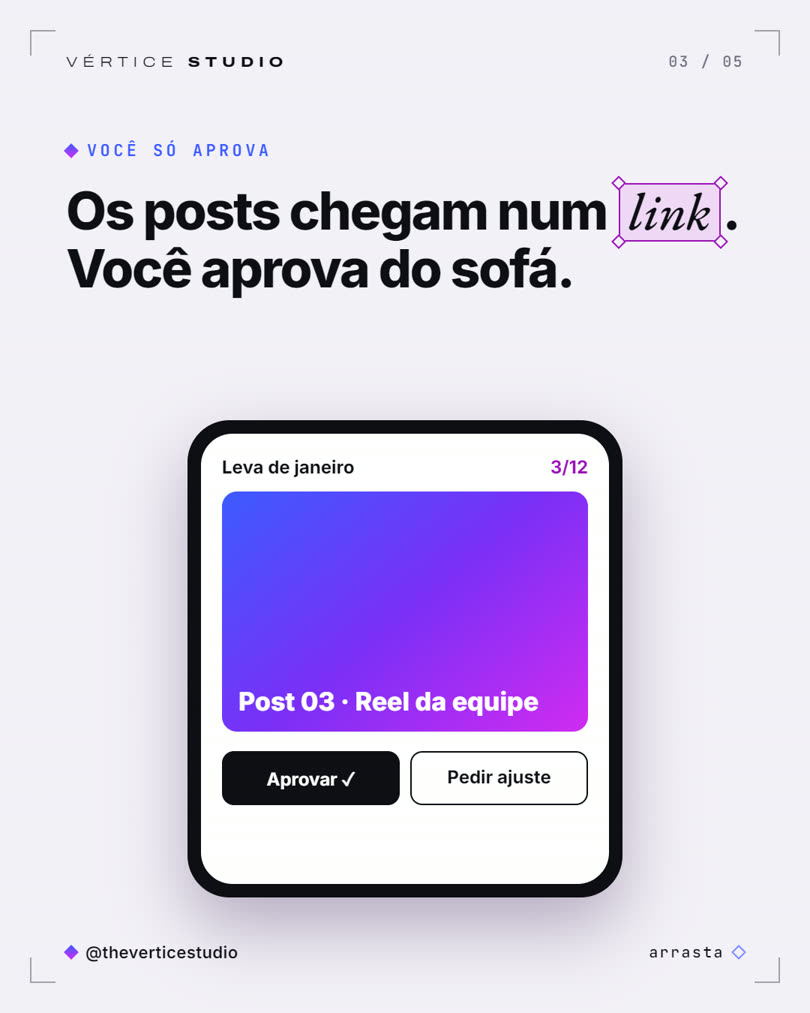 VÉRTICE STUDIO
03 / 05
VOCÊ SÓ APROVA
Os posts chegam num link.
Você aprova do sofá.
Leva de janeiro
3/12
Post 03 · Reel da equipe
Aprovar ✓
Pedir ajuste
@theverticestudio
arrasta